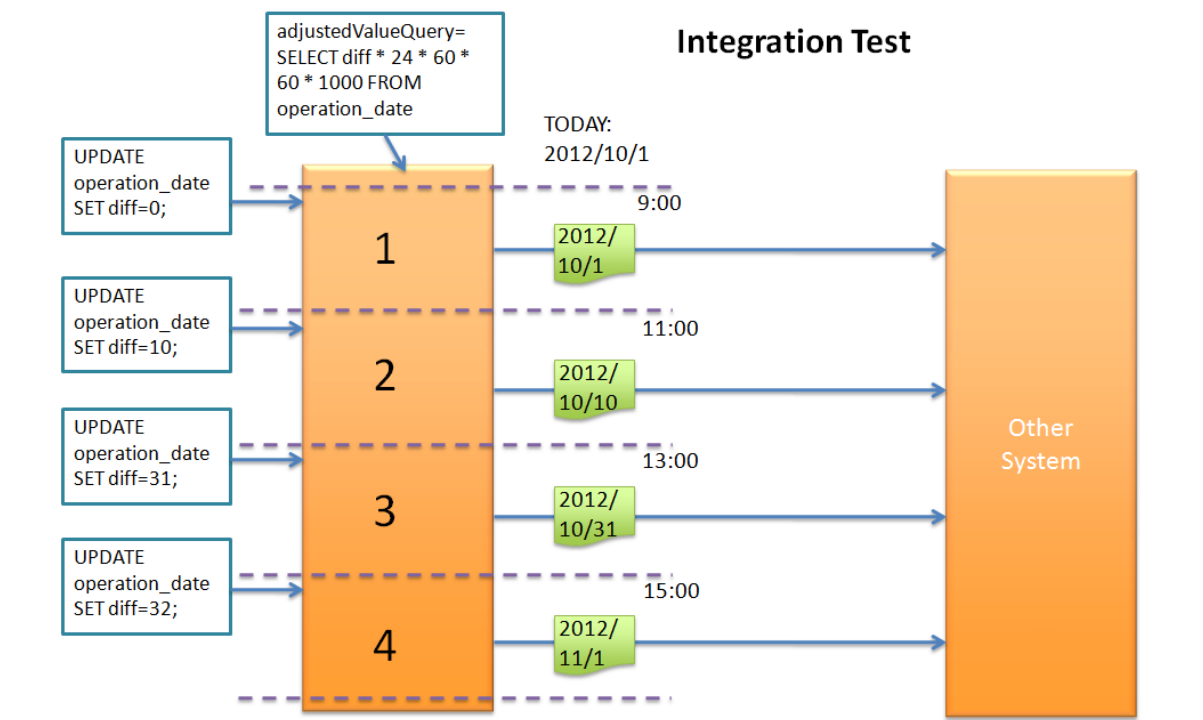 adjustedValueQuery=
SELECT diff * 24 * 60 *
60 * 1000 FROM
operation_date
Integration Test
TODAY:
2012/10/1
UPDATE
operation_date
SET diff=0;
9:00
1
2012/
10/1
UPDATE
operation_date
SET diff=10;
11:00
2
2012/
10/10
UPDATE
operation_date
SET diff=31;
13:00
3
2012/
10/31
UPDATE
operation_date
SET diff=32;
15:00
4
2012/
11/1
Other
System